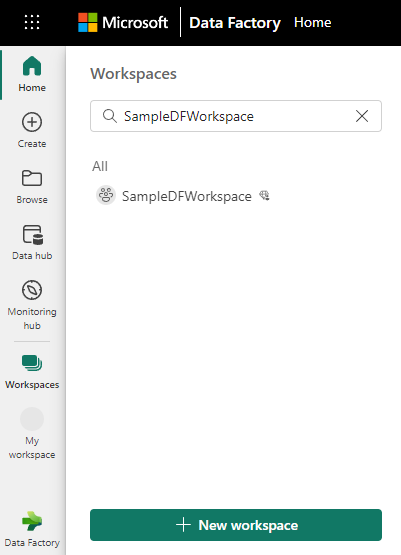 Microsoft Data Factory Home
Home
Create
Browse
Data hub
Monitoring
hub
Workspaces
My
workspace
Data Factory
Workspaces
SampleDFWorkspace
All
SampleDFWorkspace
New workspace